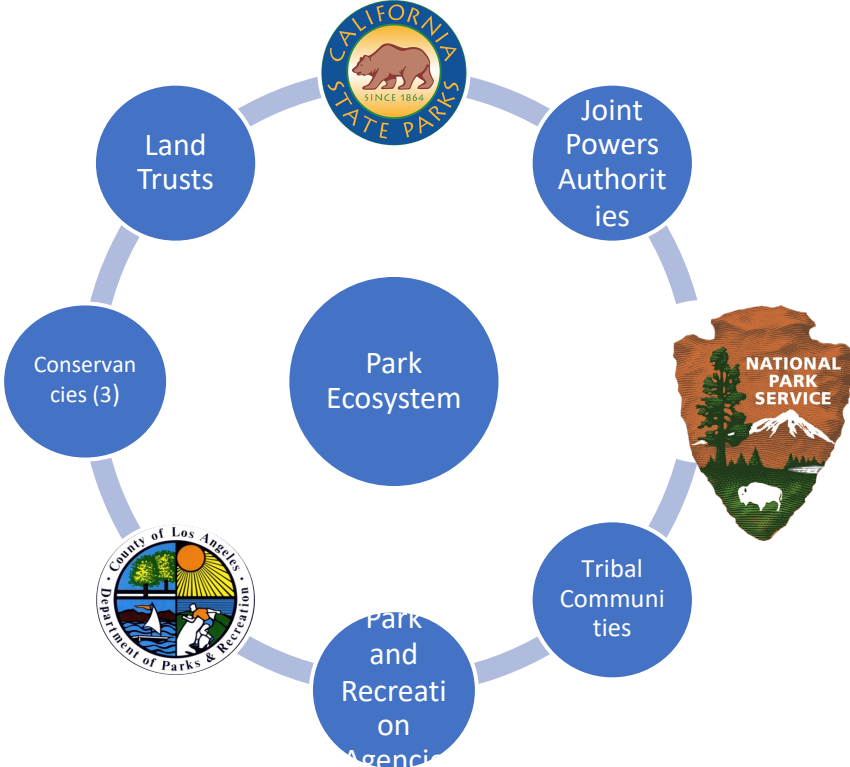 CALIFORNIA
SINCE 1864
STATE PARKS
Joint
Powers
Authorit
ies
Land
Trusts
NATIONAL
PARK
SERVICE
Conservan
cies (3)
Park
Ecosystem
County of Los Angeles
Department of Parks & Recreation
Tribal
Communi
ties
Park
and
Recreati
on
Agencie